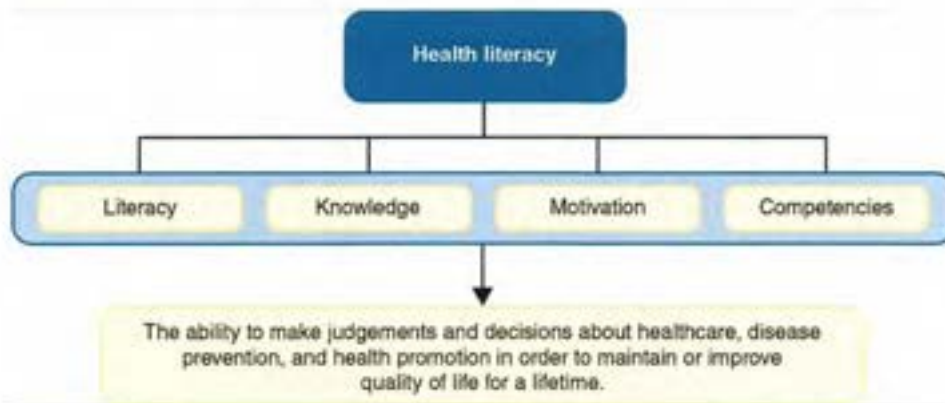 Health literacy
Literacy
Knowledge
Motivation
Competencies
The ability to make judgements and decisions about healthcare, disease
prevention, and health promotion in order to maintain or improve
quality of life for a lifetime.